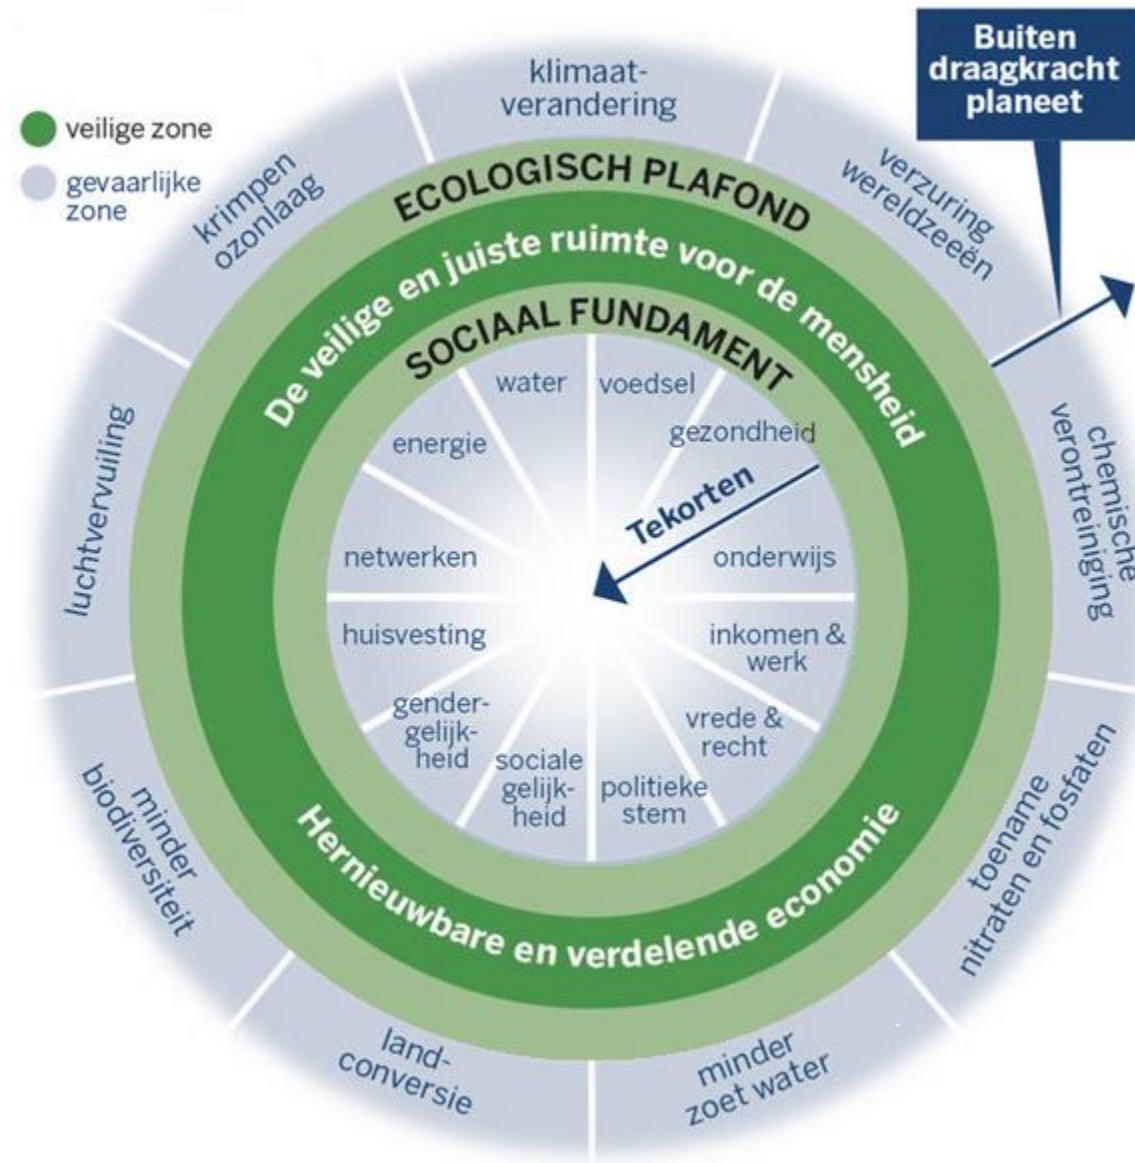 Buiten
draagkracht
planeet
veilige zone
gevaarlijke
zone
klimaat-
verandering
verzuring
wereldzeeën
chemische
verontreiniging
toename
nitraten en fosfaten
minder
zoet water
land-
conversie
minder
biodiversiteit
luchtvervuiling
krimpen
ozonlaag
ECOLOGISCH PLAFOND
De veilige en juiste ruimte voor de mensheid
SOCIAAL FUNDAMENT
water
voedsel
gezondheid
Tekorten
onderwijs
inkomen &
werk
vrede &
recht
politieke
stem
sociale
gelijk-
heid
gender-
gelijk-
heid
huisvesting
netwerken
energie
Hernieuwbare en verdelende economie